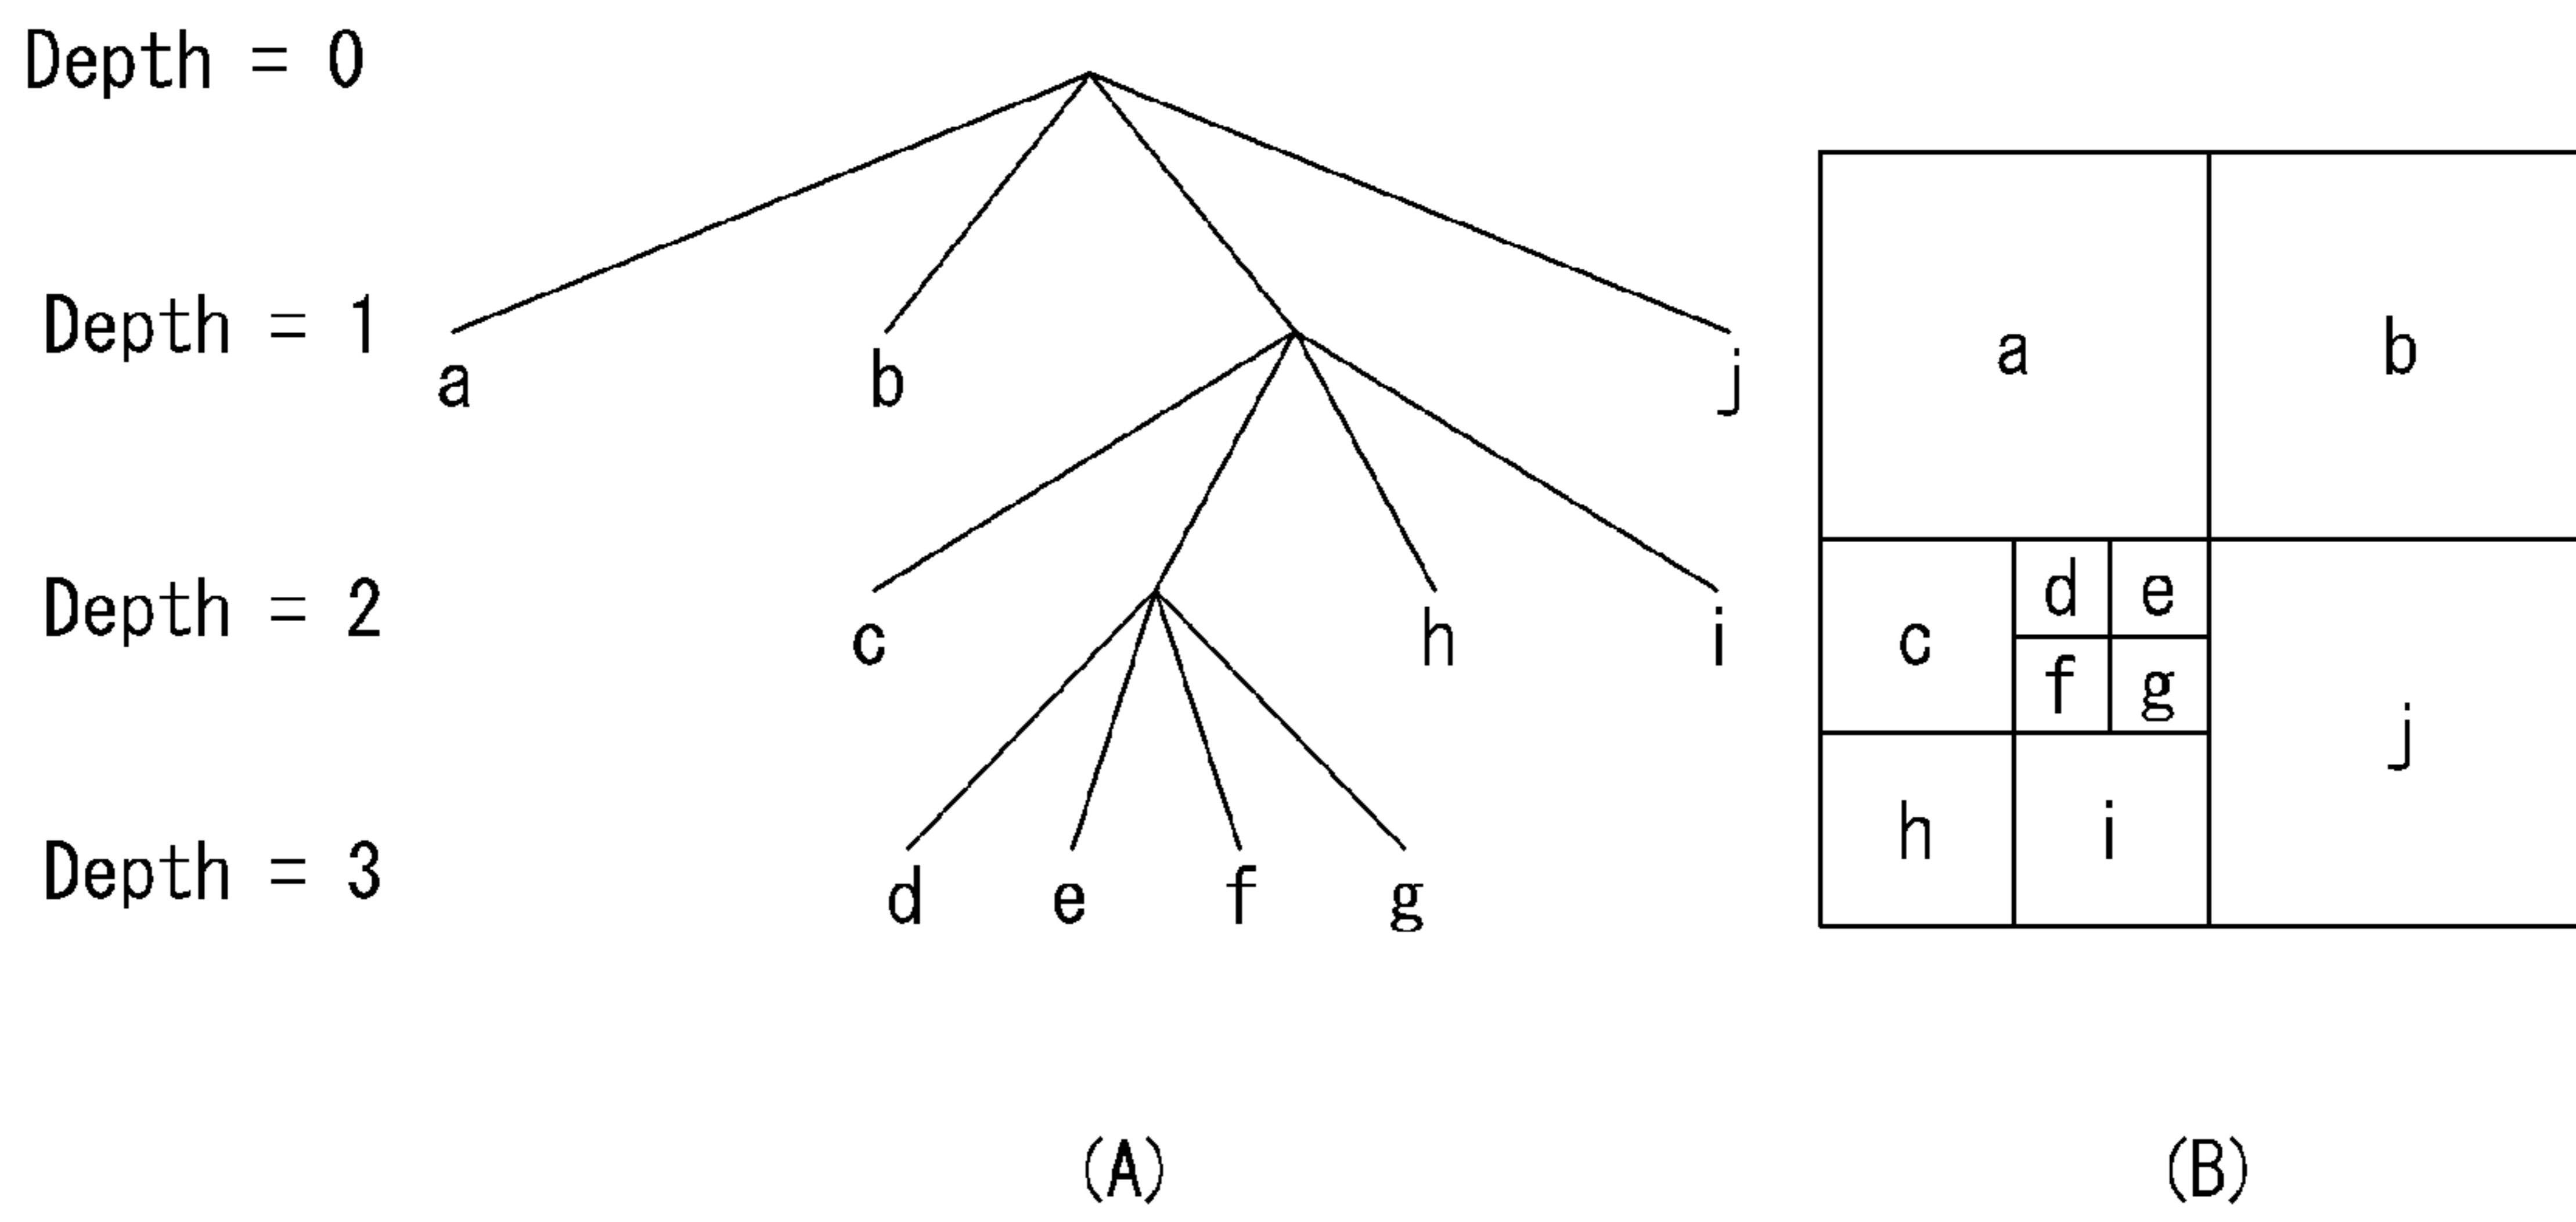 Depth = 0
Depth = 1
a
b
j
Depth = 2
c
h
i
Depth = 3
d
e
f
g
(A)
a
b
c
d
e
f
g
h
i
j
(B)